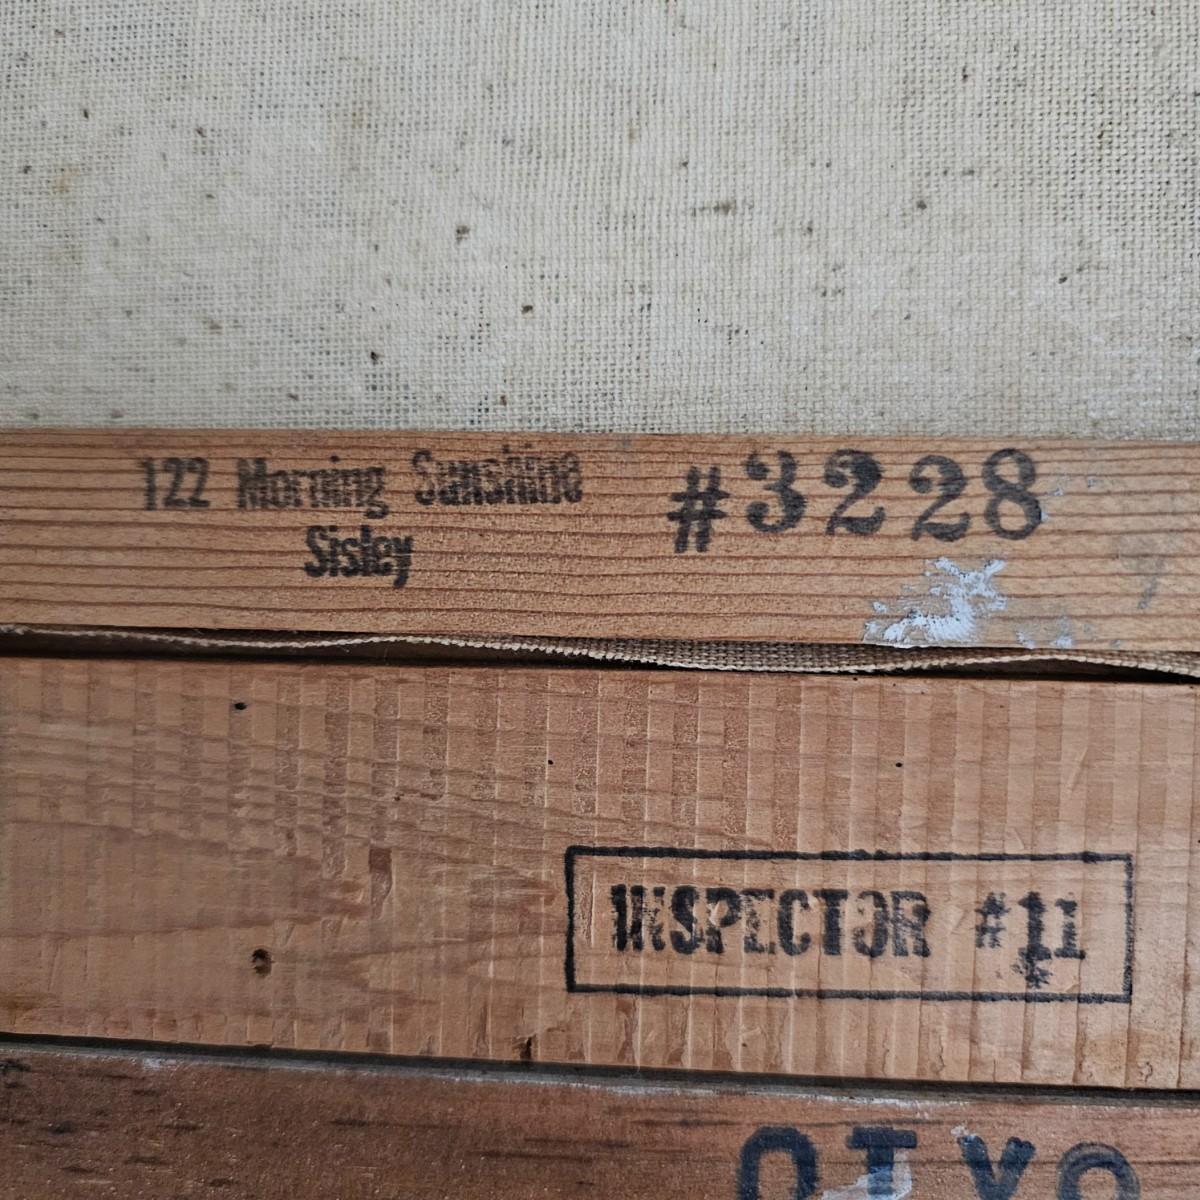 122 Morning Sunshine
Sisley
#3228
INSPECTOR #11